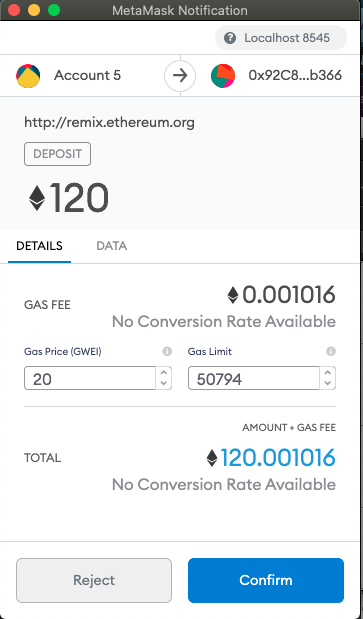 MetaMask Notification
? Localhost 8545
Account 5
0x92C8...b366
http://remix.ethereum.org
DEPOSIT
120
DETAILS
DATA
GAS FEE
0.001016
No Conversion Rate Available
Gas Price (GWEI)
Gas Limit
20
50794
AMOUNT + GAS FEE
TOTAL
120.001016
No Conversion Rate Available
Reject
Confirm